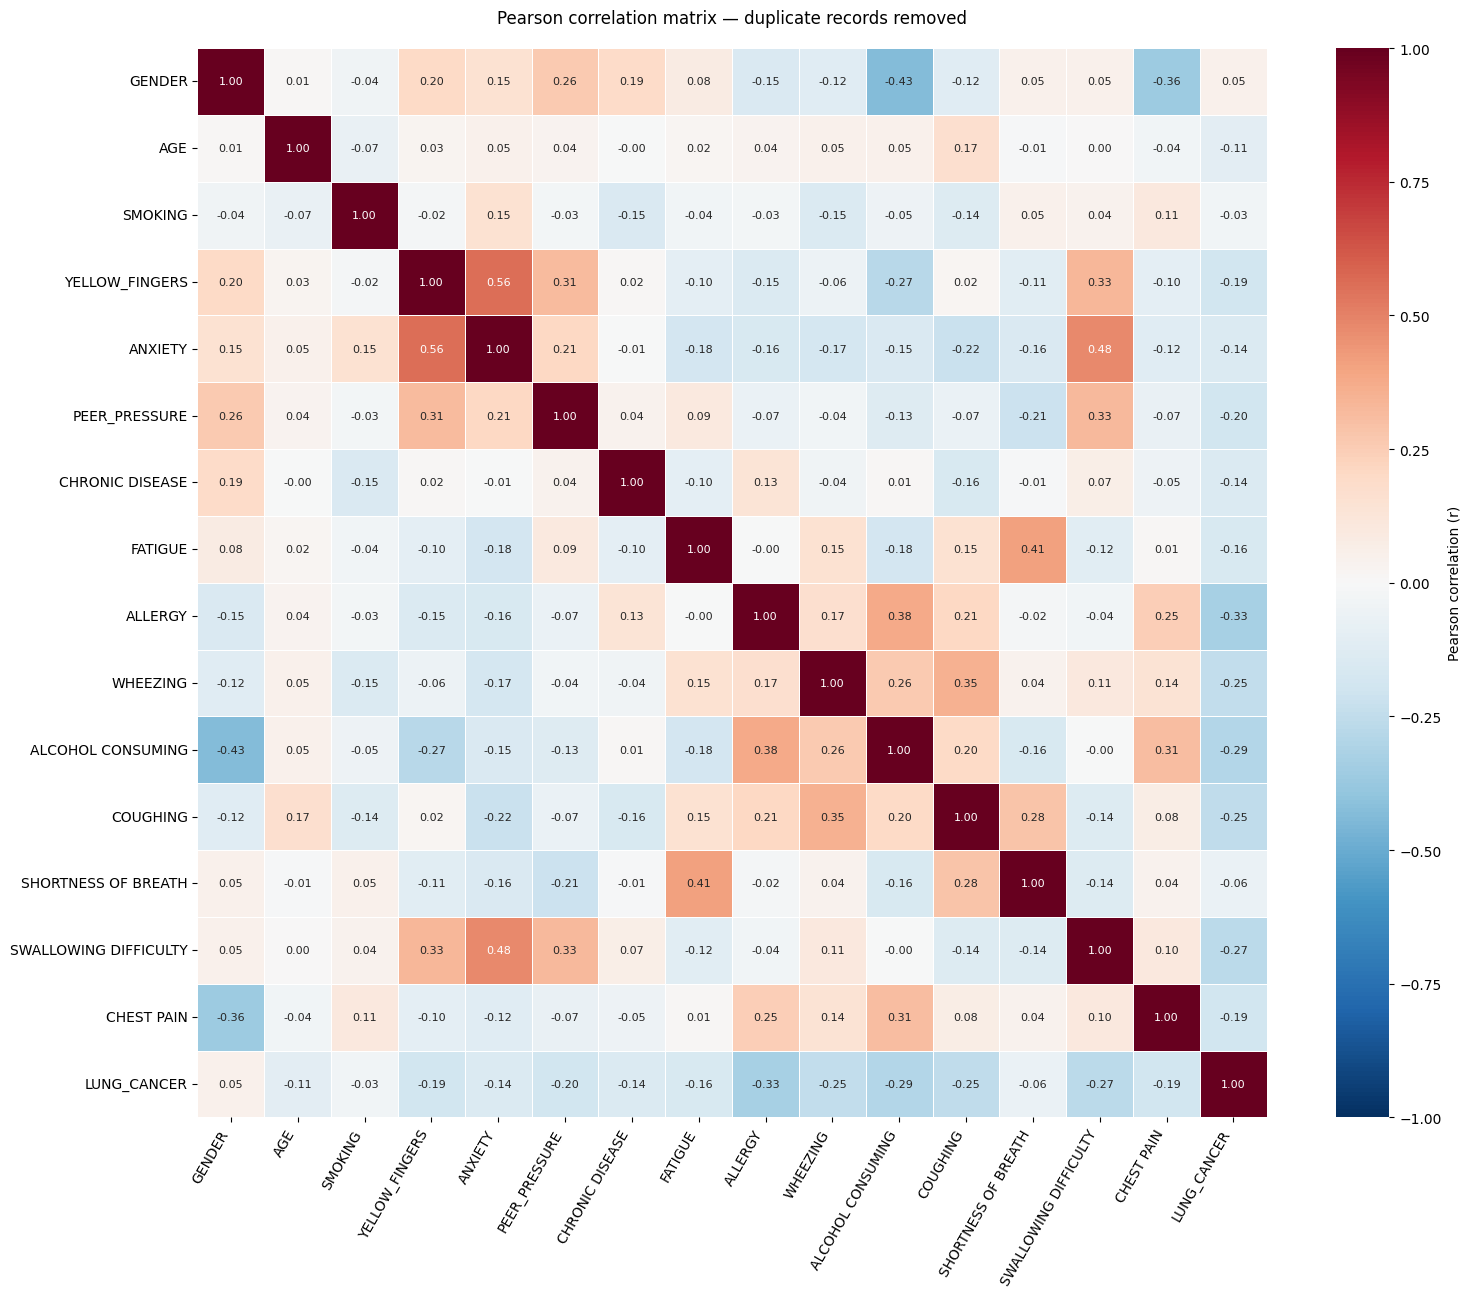 Pearson correlation matrix — duplicate records removed
GENDER 1.00 0.01 -0.04 0.20 0.15 0.26 0.19 0.08 -0.15 -0.12 -0.43 -0.12 0.05 0.05 -0.36 0.05
AGE 0.01 1.00 -0.07 0.03 0.05 0.04 -0.00 0.02 0.04 0.05 0.05 0.17 -0.01 0.00 -0.04 -0.11
SMOKING -0.04 -0.07 1.00 -0.02 0.15 -0.03 -0.15 -0.04 -0.03 -0.15 -0.05 -0.14 0.05 0.04 0.11 -0.03
YELLOW_FINGERS 0.20 0.03 -0.02 1.00 0.56 0.31 0.02 -0.10 -0.15 -0.06 -0.27 0.02 -0.11 0.33 -0.10 -0.19
ANXIETY 0.15 0.05 0.15 0.56 1.00 0.21 -0.01 -0.18 -0.16 -0.17 -0.15 -0.22 -0.16 0.48 -0.12 -0.14
PEER_PRESSURE 0.26 0.04 -0.03 0.31 0.21 1.00 0.04 0.09 -0.07 -0.04 -0.13 -0.07 -0.21 0.33 -0.07 -0.20
CHRONIC DISEASE 0.19 -0.00 -0.15 0.02 -0.01 0.04 1.00 -0.10 0.13 -0.04 0.01 -0.16 -0.01 0.07 -0.05 -0.14
FATIGUE 0.08 0.02 -0.04 -0.10 -0.18 0.09 -0.10 1.00 -0.00 0.15 -0.18 0.15 0.41 -0.12 0.01 -0.16
ALLERGY -0.15 0.04 -0.03 -0.15 -0.16 -0.07 0.13 -0.00 1.00 0.17 0.38 0.21 -0.02 -0.04 0.25 -0.33
WHEEZING -0.12 0.05 -0.15 -0.06 -0.17 -0.04 -0.04 0.15 0.17 1.00 0.26 0.35 0.04 0.11 0.14 -0.25
ALCOHOL CONSUMING -0.43 0.05 -0.05 -0.27 -0.15 -0.13 0.01 -0.18 0.38 0.26 1.00 0.20 -0.16 -0.00 0.31 -0.29
COUGHING -0.12 0.17 -0.14 0.02 -0.22 -0.07 -0.16 0.15 0.21 0.35 0.20 1.00 0.28 -0.14 0.08 -0.25
SHORTNESS OF BREATH 0.05 -0.01 0.05 -0.11 -0.16 -0.21 -0.01 0.41 -0.02 0.04 -0.16 0.28 1.00 -0.14 0.04 -0.06
SWALLOWING DIFFICULTY 0.05 0.00 0.04 0.33 0.48 0.33 0.07 -0.12 -0.04 0.11 -0.00 -0.14 -0.14 1.00 0.10 -0.27
CHEST PAIN -0.36 -0.04 0.11 -0.10 -0.12 -0.07 -0.05 0.01 0.25 0.14 0.31 0.08 0.04 0.10 1.00 -0.19
LUNG_CANCER 0.05 -0.11 -0.03 -0.19 -0.14 -0.20 -0.14 -0.16 -0.33 -0.25 -0.29 -0.25 -0.06 -0.27 -0.19 1.00
GENDER
AGE
SMOKING
YELLOW_FINGERS
ANXIETY
PEER_PRESSURE
CHRONIC DISEASE
FATIGUE
ALLERGY
WHEEZING
ALCOHOL CONSUMING
COUGHING
SHORTNESS OF BREATH
SWALLOWING DIFFICULTY
CHEST PAIN
LUNG_CANCER
1.00
0.75
0.50
0.25
0.00
−0.25
−0.50
−0.75
−1.00
Pearson correlation (r)